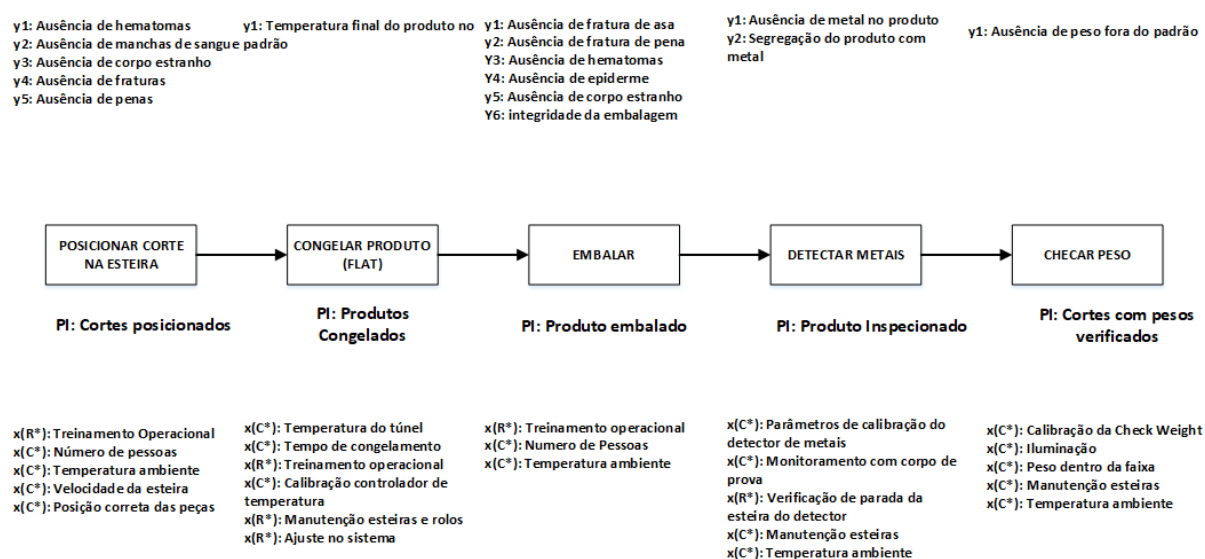 y1: Ausência de hematomas
y2: Ausência de manchas de sangue
y3: Ausência de corpo estranho
y4: Ausência de fraturas
y5: Ausência de penas
y1: Temperatura final do produto no
padrão
y1: Ausência de fratura de asa
y2: Ausência de fratura de pena
Y3: Ausência de hematomas
Y4: Ausência de epiderme
y5: Ausência de corpo estranho
Y6: integridade da embalagem
y1: Ausência de metal no produto
y2: Segregação do produto com
metal
y1: Ausência de peso fora do padrão
POSICIONAR CORTE
NA ESTEIRA
CONGELAR PRODUTO
(FLAT)
EMBALAR
DETECTAR METAIS
CHECAR PESO
PI: Cortes posicionados
PI: Produtos
Congelados
PI: Produto embalado
PI: Produto Inspecionado
PI: Cortes com pesos
verificados
x(R*): Treinamento Operacional
x(C*): Número de pessoas
x(C*): Temperatura ambiente
x(C*): Velocidade da esteira
x(C*): Posição correta das peças
x(C*): Temperatura do túnel
x(C*): Tempo de congelamento
x(R*): Treinamento operacional
x(C*): Calibração controlador de
temperatura
x(R*): Manutenção esteiras e rolos
x(R*): Ajuste no sistema
x(R*): Treinamento operacional
x(C*): Numero de Pessoas
x(C*): Temperatura ambiente
x(C*): Parâmetros de calibração do
detector de metais
x(C*): Monitoramento com corpo de
prova
x(R*): Verificação de parada da
esteira do detector
x(C*): Manutenção esteiras
x(C*): Temperatura ambiente
x(C*): Calibração da Check Weight
x(C*): Iluminação
x(C*): Peso dentro da faixa
x(C*): Manutenção esteiras
x(C*): Temperatura ambiente